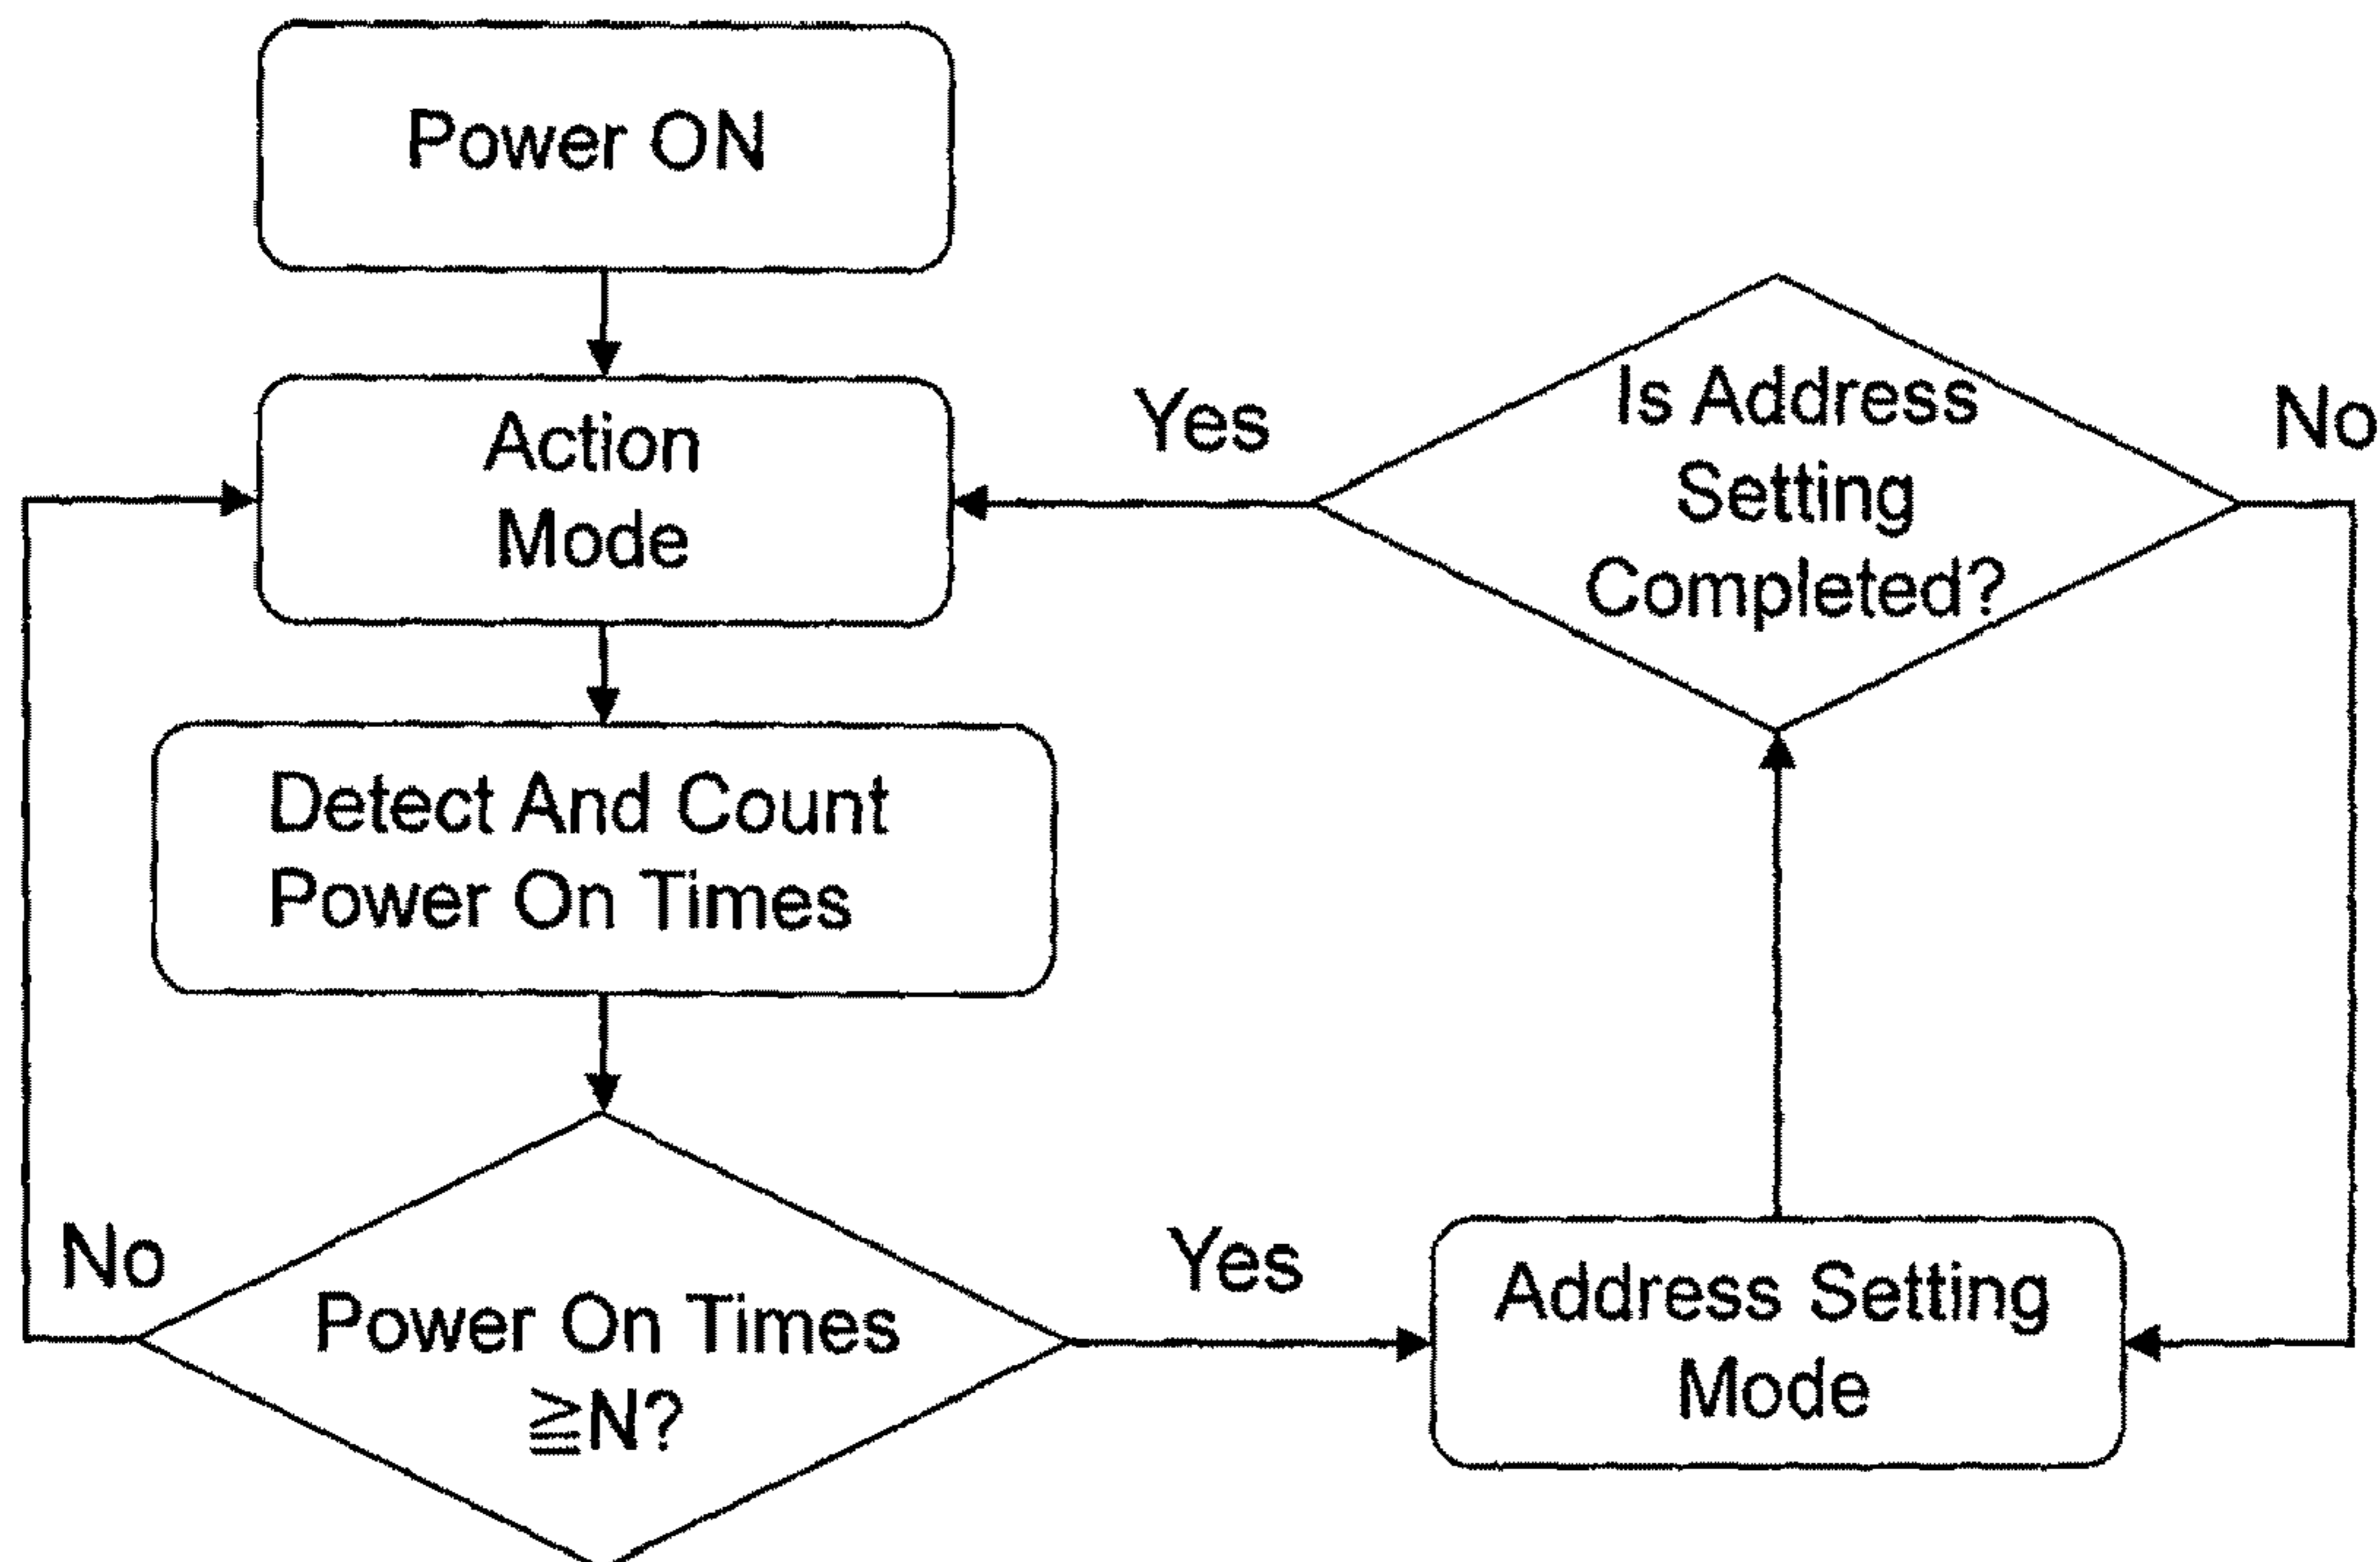 Power ON
Action
Mode
Yes
Is Address
Setting
Completed?
No
Detect And Count
Power On Times
No
Power On Times
≧N?
Yes
Address Setting
Mode